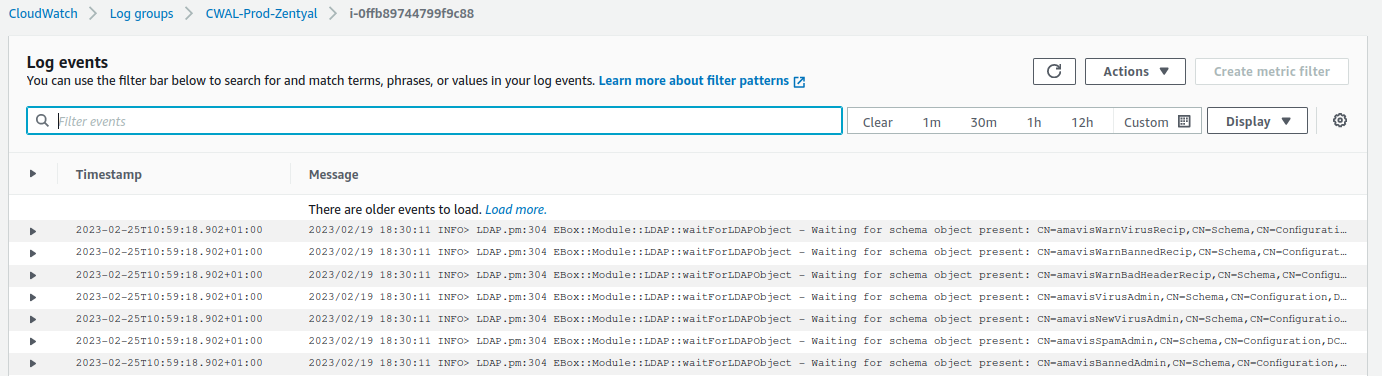 CloudWatch > Log groups > CWAL-Prod-Zentyal > i-0ffb89744799f9c88
Log events
You can use the filter bar below to search for and match terms, phrases, or values in your log events. Learn more about filter patterns
Actions
Create metric filter
Filter events
Clear 1m 30m 1h 12h Custom
Display
Timestamp Message
There are older events to load. Load more.
2023-02-25T10:59:18.902+01:00 2023/02/19 18:30:11 INFO> LDAP.pm:304 EBox::Module::LDAP::waitForLDAPObject - Waiting for schema object present: CN=amavisWarnVirusRecip,CN=Schema,CN=Configurati…
2023-02-25T10:59:18.902+01:00 2023/02/19 18:30:11 INFO> LDAP.pm:304 EBox::Module::LDAP::waitForLDAPObject - Waiting for schema object present: CN=amavisWarnBannedRecip,CN=Schema,CN=Configurat…
2023-02-25T10:59:18.902+01:00 2023/02/19 18:30:11 INFO> LDAP.pm:304 EBox::Module::LDAP::waitForLDAPObject - Waiting for schema object present: CN=amavisWarnBadHeaderRecip,CN=Schema,CN=Configu…
2023-02-25T10:59:18.902+01:00 2023/02/19 18:30:11 INFO> LDAP.pm:304 EBox::Module::LDAP::waitForLDAPObject - Waiting for schema object present: CN=amavisVirusAdmin,CN=Schema,CN=Configuration,D…
2023-02-25T10:59:18.902+01:00 2023/02/19 18:30:11 INFO> LDAP.pm:304 EBox::Module::LDAP::waitForLDAPObject - Waiting for schema object present: CN=amavisNewVirusAdmin,CN=Schema,CN=Configuratio…
2023-02-25T10:59:18.902+01:00 2023/02/19 18:30:11 INFO> LDAP.pm:304 EBox::Module::LDAP::waitForLDAPObject - Waiting for schema object present: CN=amavisSpamAdmin,CN=Schema,CN=Configuration,DC…
2023-02-25T10:59:18.902+01:00 2023/02/19 18:30:11 INFO> LDAP.pm:304 EBox::Module::LDAP::waitForLDAPObject - Waiting for schema object present: CN=amavisBannedAdmin,CN=Schema,CN=Configuration,…